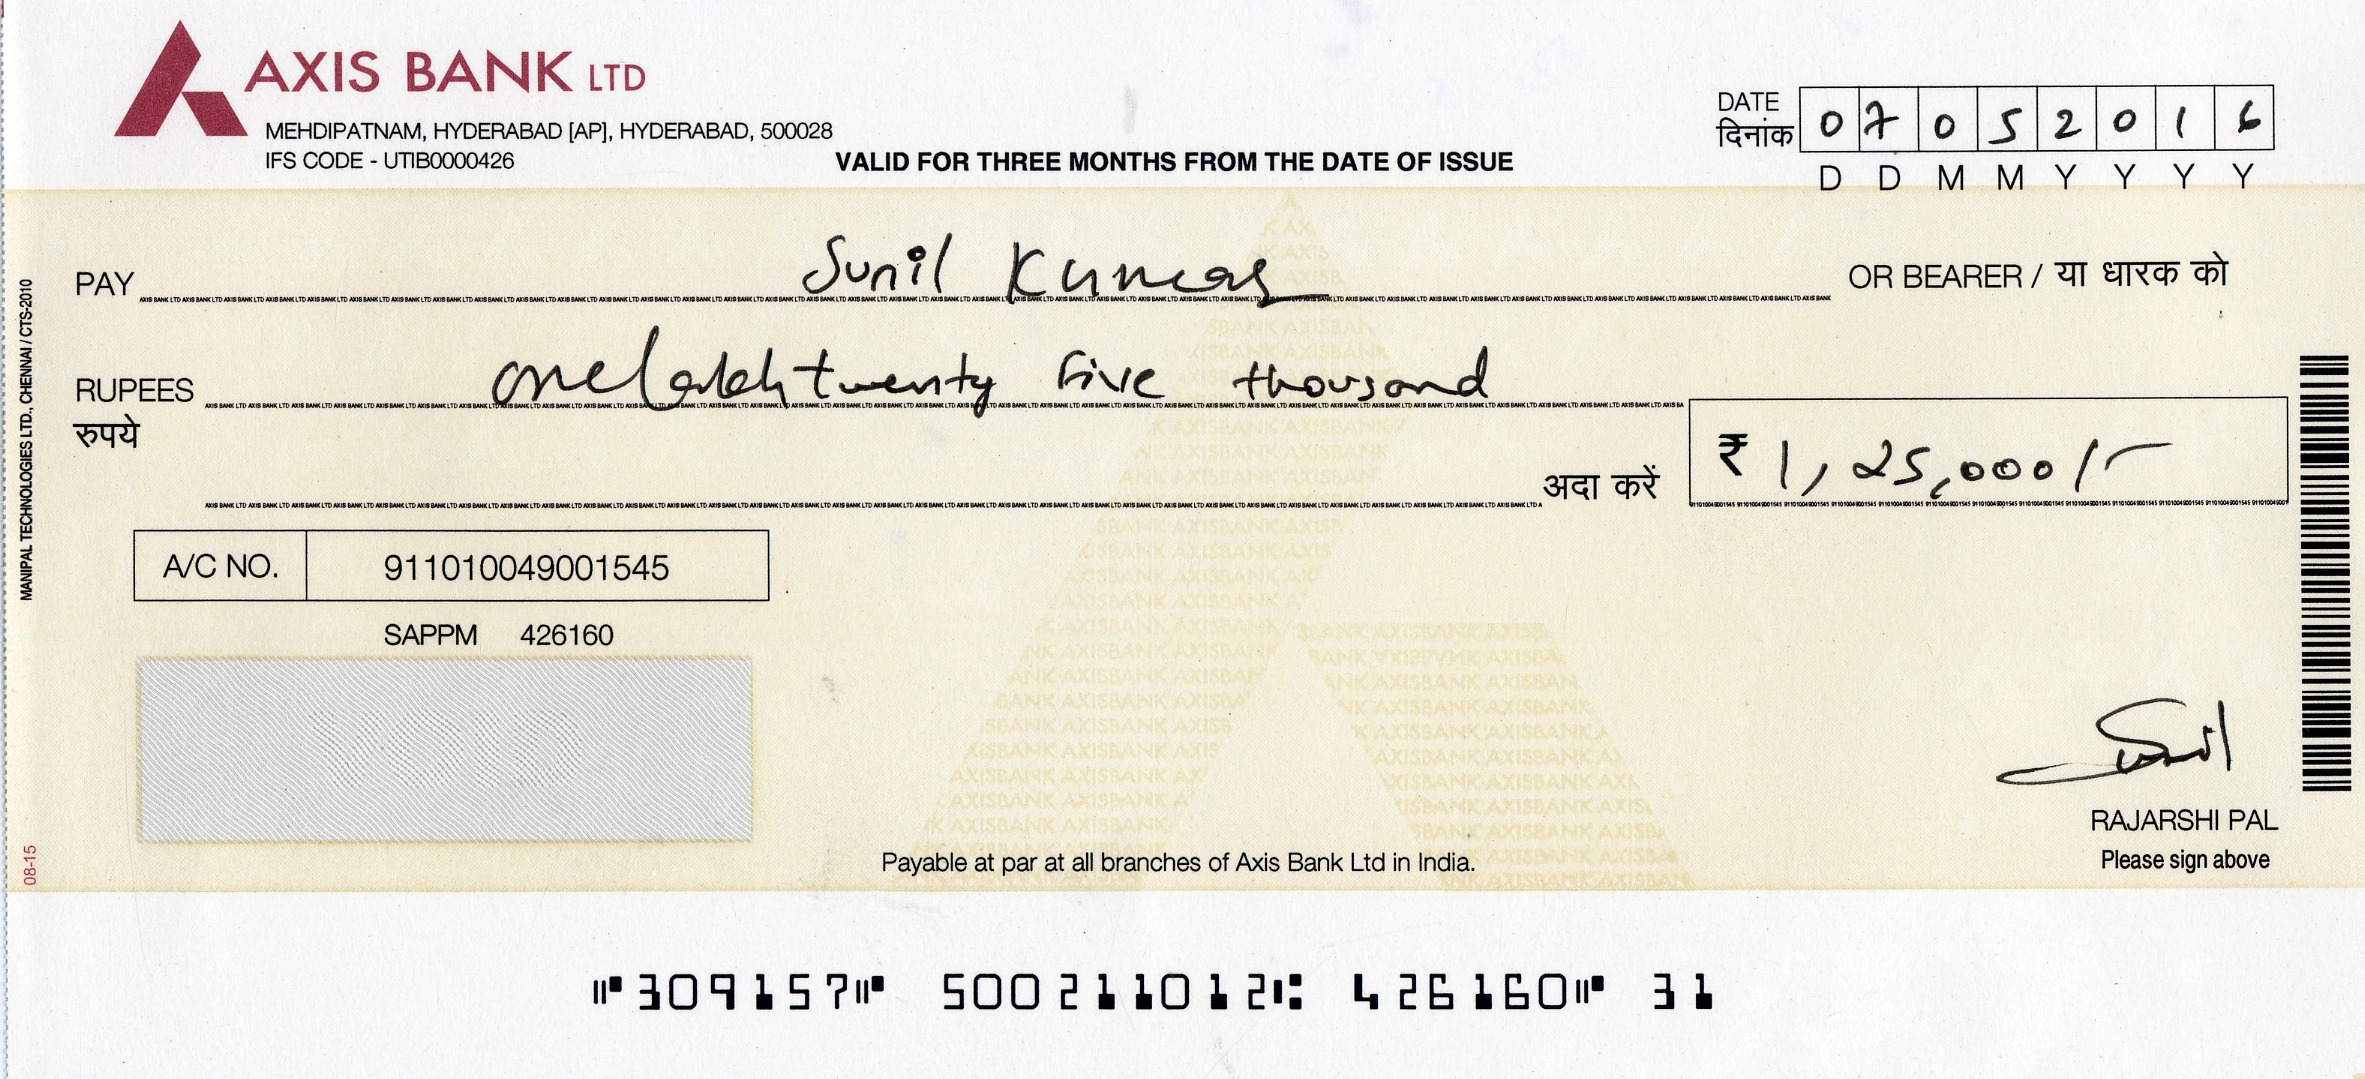 AXIS BANK LTD
MEHDIPATNAM, HYDERABAD [AP], HYDERABAD, 500028
IFS CODE - UTIB0000426
VALID FOR THREE MONTHS FROM THE DATE OF ISSUE
DATE
दिनांक
0 7 0 5 2 0 1 6
D D M M Y Y Y Y
PAY Sunil Kumar OR BEARER / या धारक को
RUPEES one lakh twenty five thousand
रुपये
अदा करें ₹ 1,25,000/-
A/C NO. 911010049001545
SAPPM 426160
VOID
RAJARSHI PAL
Please sign above
Sunil
Payable at par at all branches of Axis Bank Ltd in India.
MANIPAL TECHNOLOGIES LTD., CHENNAI / CTS-2010
08-15
⑈309157⑈ 500211012⑆ 426160⑈ 31